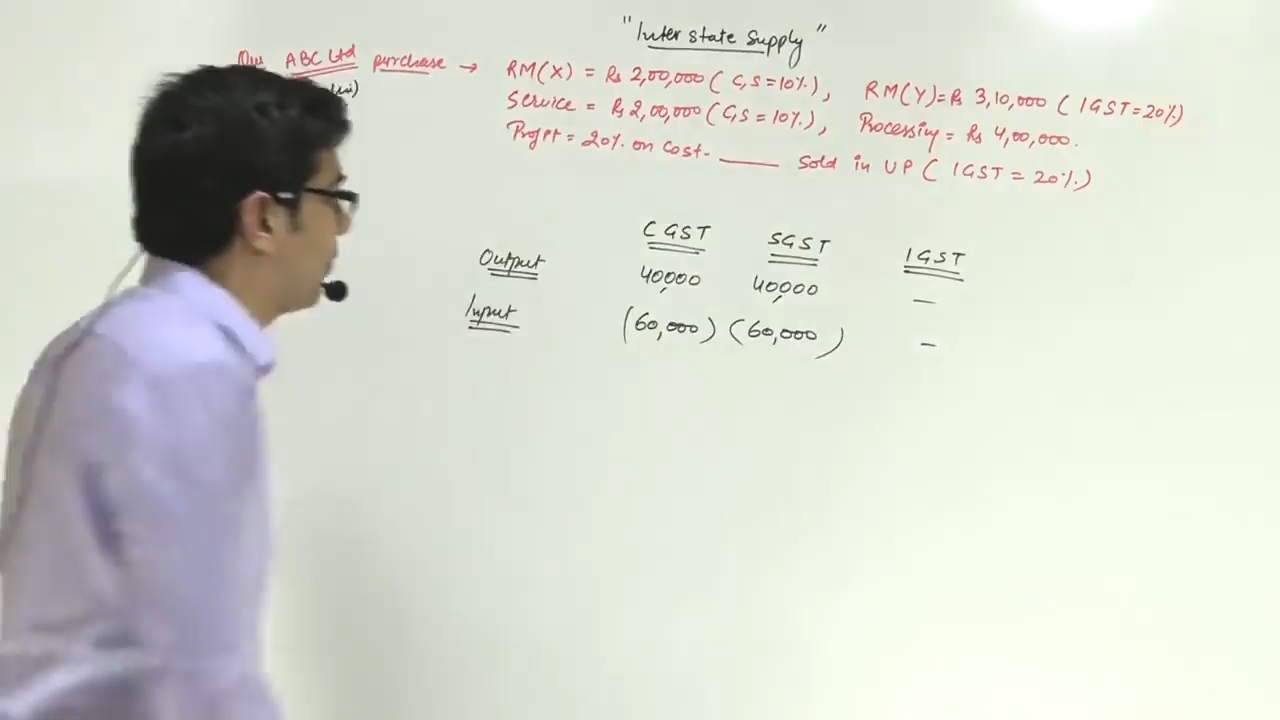 "Inter state Supply"
ABC Ltd purchase → RM(X) = Rs 2,00,000 (G,S=10%), RM(Y)=Rs 3,10,000 (IGST=20%)
Service = Rs 2,00,000 (GS=10%), Processing = Rs 4,00,000.
Profit = 20% on cost. ___ Sold in UP (IGST = 20%)
CGST SGST IGST
Output 40,000 40,000 –
Input (60,000) (60,000) –